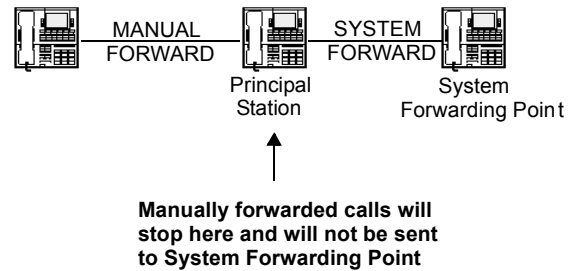 MANUAL
FORWARD
SYSTEM
FORWARD
Principal
Station
System
Forwarding Point
Manually forwarded calls will
stop here and will not be sent
to System Forwarding Point